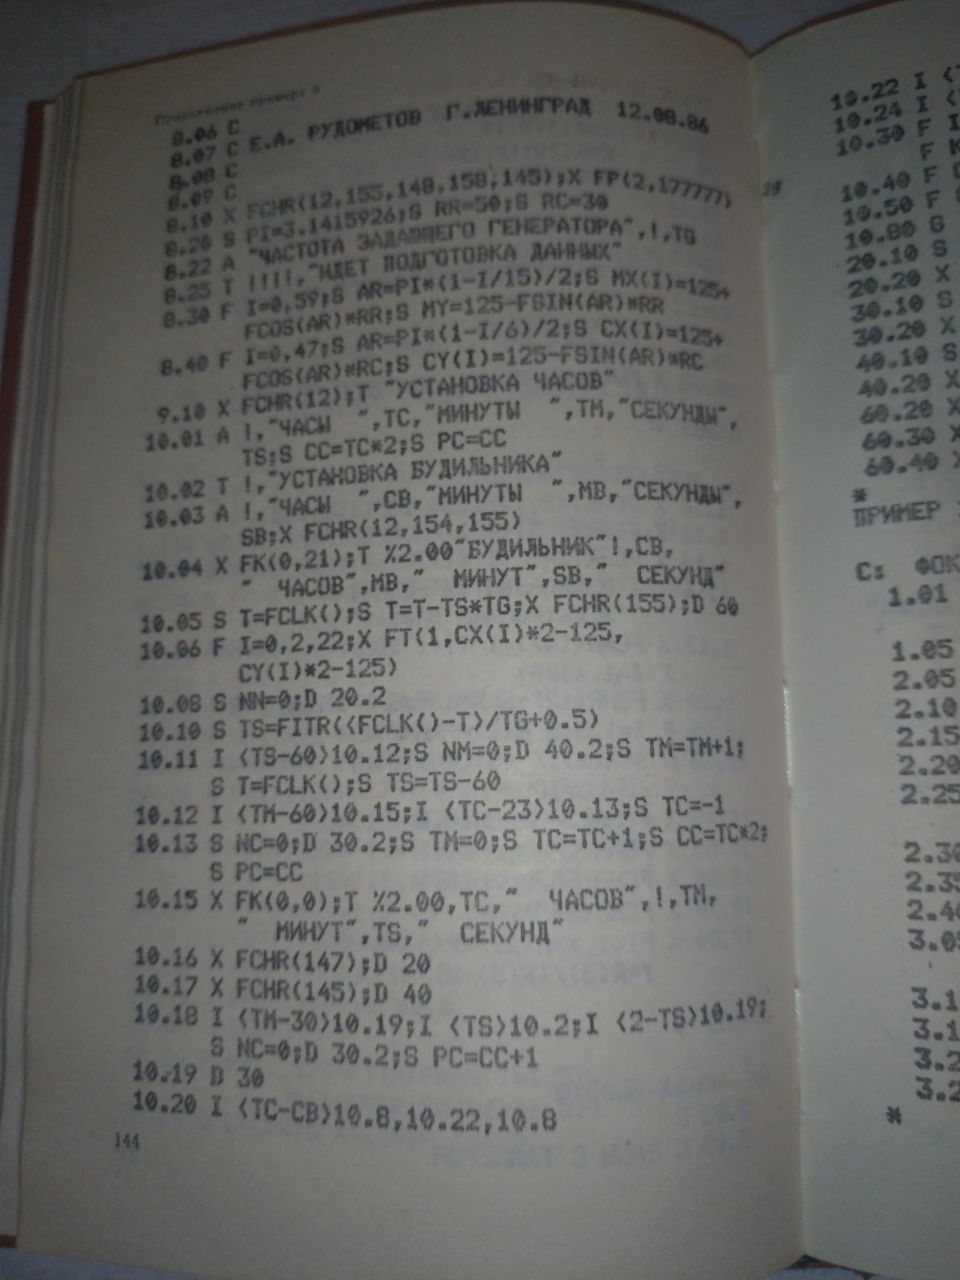 Продолжение примера 9
8.06 C
8.07 C Е.А. РУДОМЕТОВ Г.ЛЕНИНГРАД 12.08.86
8.08 C
8.09 C
8.10 X FCHR(12,155,148,158,145);X FP(2,177777)
8.20 S PI=3.1415926;S RR=50;S RC=30
8.22 A "ЧАСТОТА ЗАДАЮЩЕГО ГЕНЕРАТОРА",!,TG
8.25 T !!!!,"ИДЕТ ПОДГОТОВКА ДАННЫХ"
8.30 F I=0,59;S AR=PI*(1-I/15)/2;S MX(I)=125+
FCOS(AR)*RR;S MY=125-FSIN(AR)*RR
8.40 F I=0,47;S AR=PI*(1-I/6)/2;S CX(I)=125+
FCOS(AR)*RC;S CY(I)=125-FSIN(AR)*RC
9.10 X FCHR(12);T "УСТАНОВКА ЧАСОВ"
10.01 A !,"ЧАСЫ ",TC,"МИНУТЫ ",TM,"СЕКУНДЫ",
TS;S CC=TC*2;S PC=CC
10.02 T !,"УСТАНОВКА БУДИЛЬНИКА"
10.03 A !,"ЧАСЫ ",CB,"МИНУТЫ ",MB,"СЕКУНДЫ",
SB;X FCHR(12,154,155)
10.04 X FK(0,21);T %2.00"БУДИЛЬНИК"!,CB,
" ЧАСОВ",MB," МИНУТ",SB," СЕКУНД"
10.05 S T=FCLK();S T=T-TS*TG;X FCHR(155);D 60
10.06 F I=0,2,22;X FT(1,CX(I)*2-125,
CY(I)*2-125)
10.08 S NN=0;D 20.2
10.10 S TS=FITR((FCLK()-T)/TG+0.5)
10.11 I (TS-60)10.12;S NM=0;D 40.2;S TM=TM+1;
S T=FCLK();S TS=TS-60
10.12 I (TM-60)10.15;I (TC-23)10.13;S TC=-1
10.13 S NC=0;D 30.2;S TM=0;S TC=TC+1;S CC=TC*2;
S PC=CC
10.15 X FK(0,0);T %2.00,TC," ЧАСОВ",!,TM,
" МИНУТ",TS," СЕКУНД"
10.16 X FCHR(147);D 20
10.17 X FCHR(145);D 40
10.18 I (TM-30)10.19;I (TS)10.2;I (2-TS)10.19;
S NC=0;D 30.2;S PC=CC+1
10.19 D 30
10.20 I (TC-CB)10.8,10.22,10.8
144
10.22 I
10.24 I
10.30 F
F
10.40 F
10.50 F
10.80 G
20.10 S
20.20 X
30.10 S
30.20 X
40.10 S
40.20 X
60.20 X
60.30 X
60.40 X
*
ПРИМЕР
C: ФОК
1.01
1.05
2.05
2.10
2.15
2.20
2.25
2.30
2.35
2.40
3.05
3.1
3.1
3.2
3.2
*